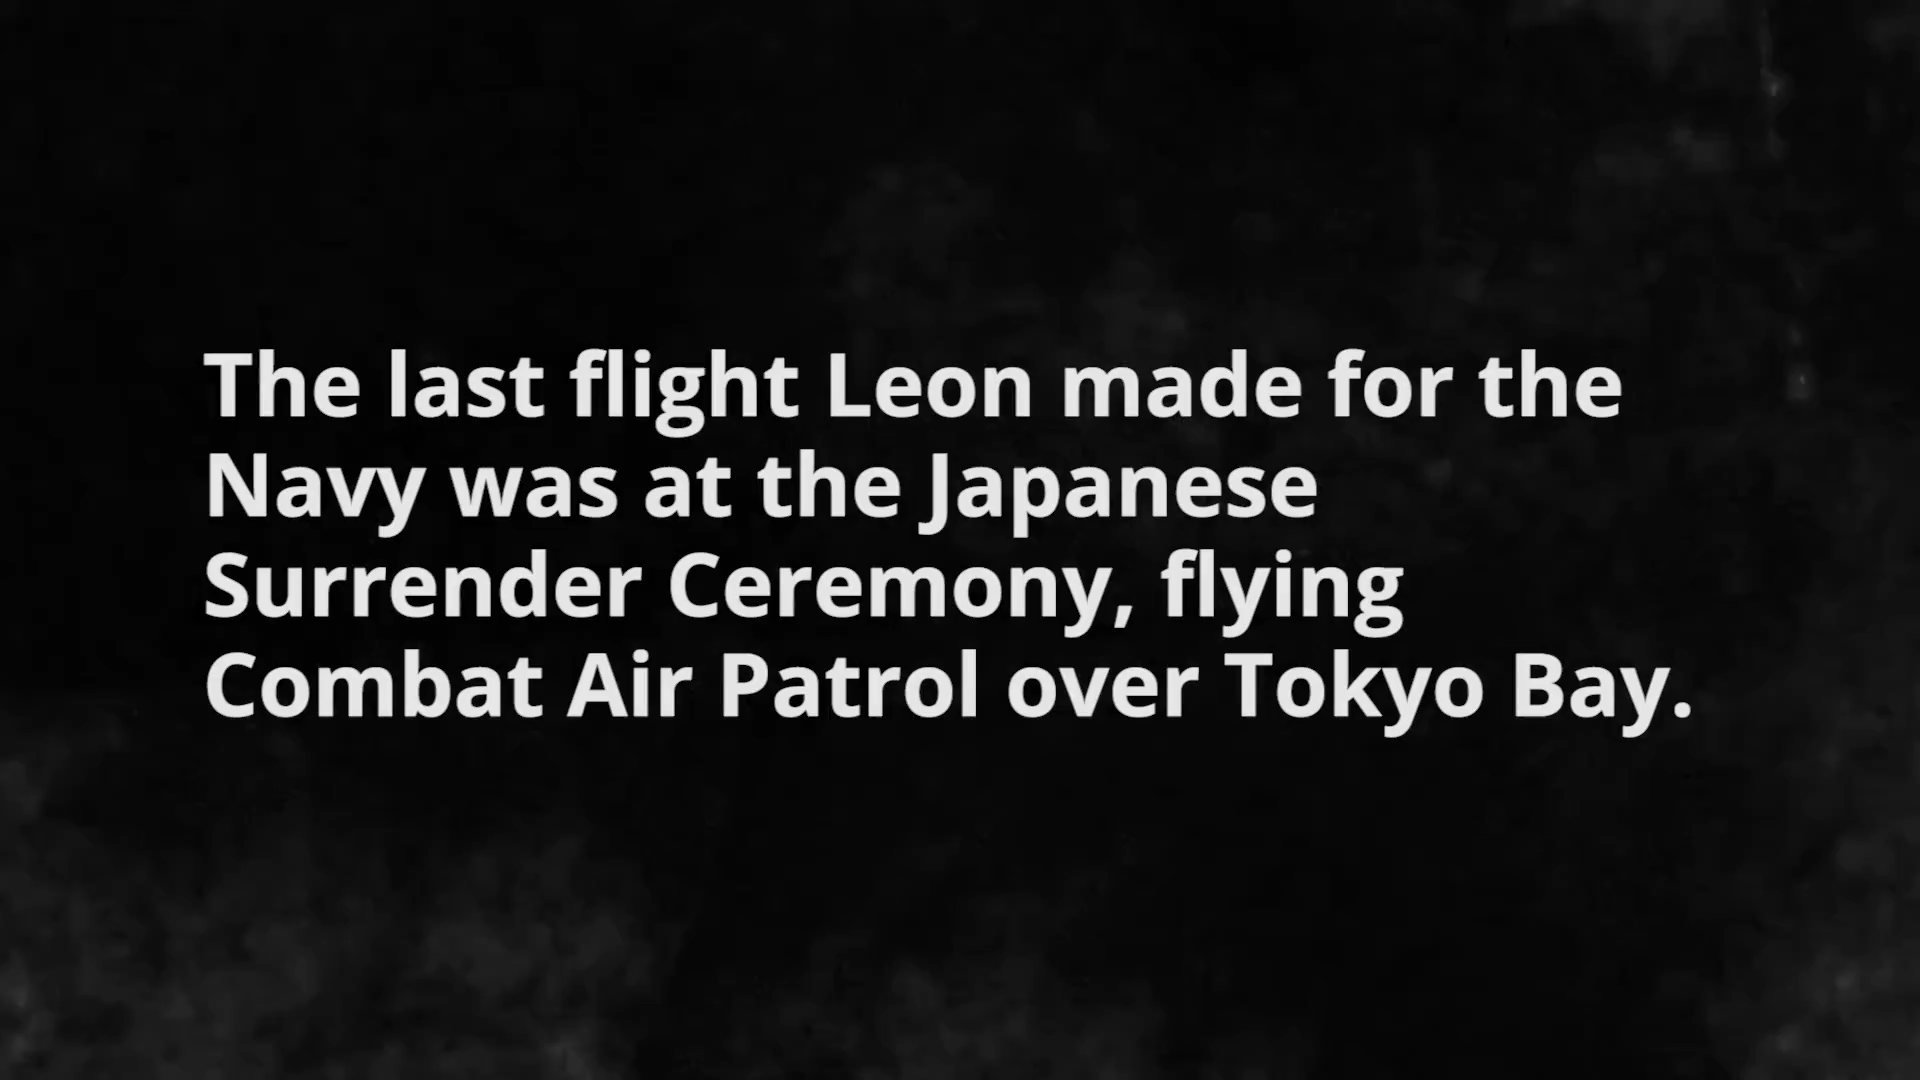 The last flight Leon made for the
Navy was at the Japanese
Surrender Ceremony, flying
Combat Air Patrol over Tokyo Bay.